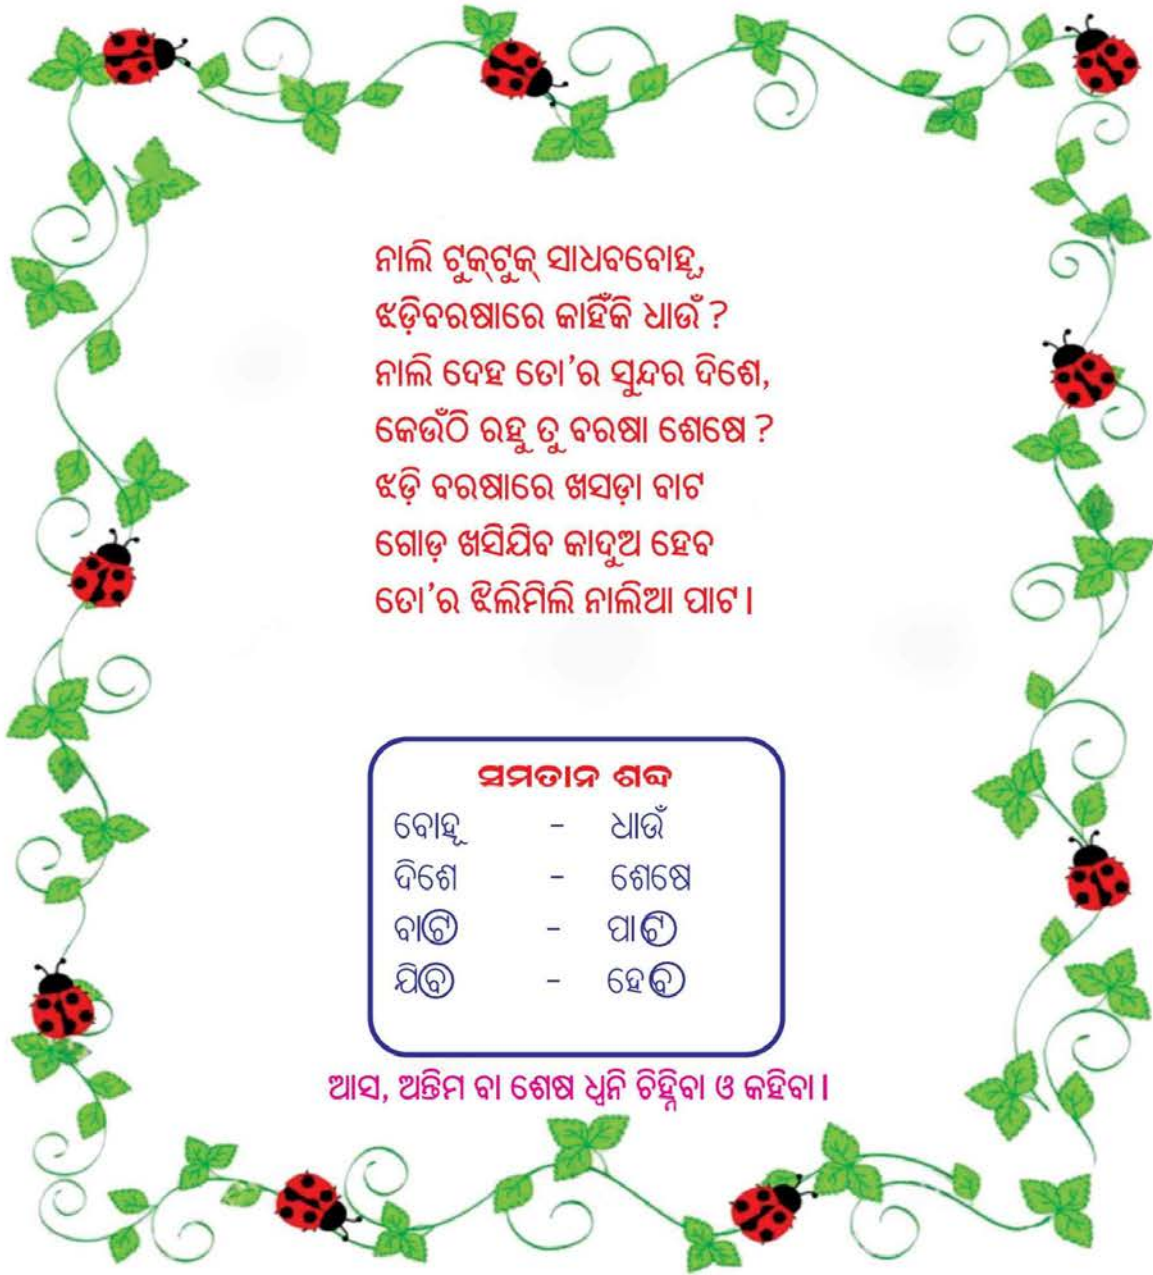 ନାଲି ଟୁକ୍‌ଟୁକ୍ ସାଧବବୋହୂ,
ଝଡ଼ିବରଷାରେ କାହିଁକି ଧାଉଁ ?
ନାଲି ଦେହ ତୋ'ର ସୁନ୍ଦର ଦିଶେ,
କେଉଁଠି ରହୁ ତୁ ବରଷା ଶେଷେ ?
ଝଡ଼ି ବରଷାରେ ଖସଡ଼ା ବାଟ
ଗୋଡ଼ ଖସିଯିବ କାଦୁଅ ହେବ
ତୋ'ର ଝିଲିମିଲି ନାଲିଆ ପାଟ।
ସମତାନ ଶବ୍ଦ
ବୋହୂ – ଧାଉଁ
ଦିଶେ – ଶେଷେ
ବାଟ – ପାଟ
ଯିବ – ହେବ
ଆସ, ଅନ୍ତିମ ବା ଶେଷ ଧ୍ୱନି ଚିହ୍ନିବା ଓ କହିବା।